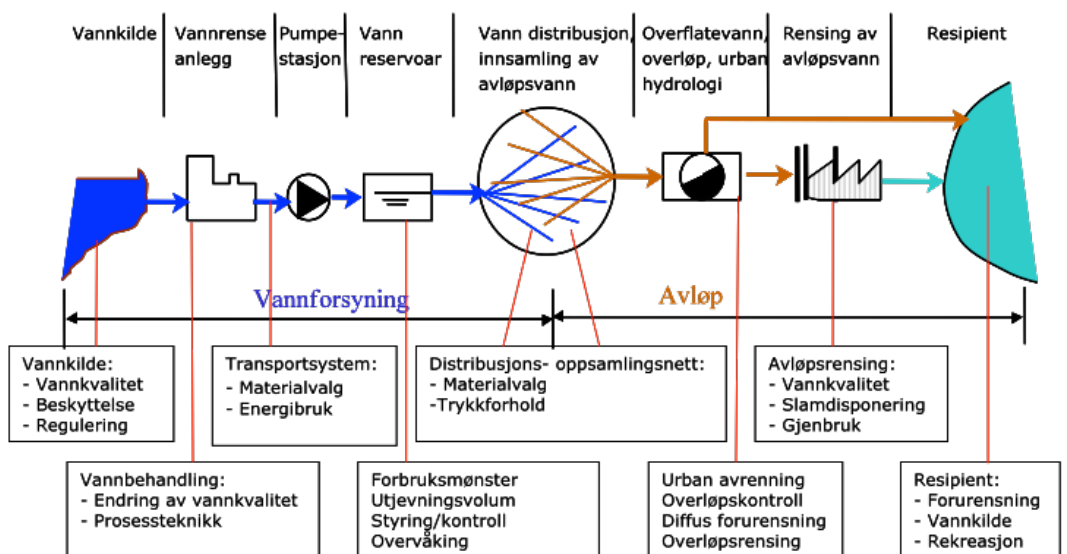 Vannkilde
Vannrense
anlegg
Pumpe-
stasjon
Vann
reservoar
Vann distribusjon,
innsamling av
avløpsvann
Overflatevann,
overløp, urban
hydrologi
Rensing av
avløpsvann
Resipient
Vannforsyning
Avløp
Vannkilde:
- Vannkvalitet
- Beskyttelse
- Regulering
Transportsystem:
- Materialvalg
- Energibruk
Distribusjons- oppsamlingsnett:
- Materialvalg
-Trykkforhold
Avløpsrensing:
- Vannkvalitet
- Slamdisponering
- Gjenbruk
Vannbehandling:
- Endring av vannkvalitet
- Prosessteknikk
Forbruksmønster
Utjevningsvolum
Styring/kontroll
Overvåking
Urban avrenning
Overløpskontroll
Diffus forurensning
Overløpsrensing
Resipient:
- Forurensning
- Vannkilde
- Rekreasjon